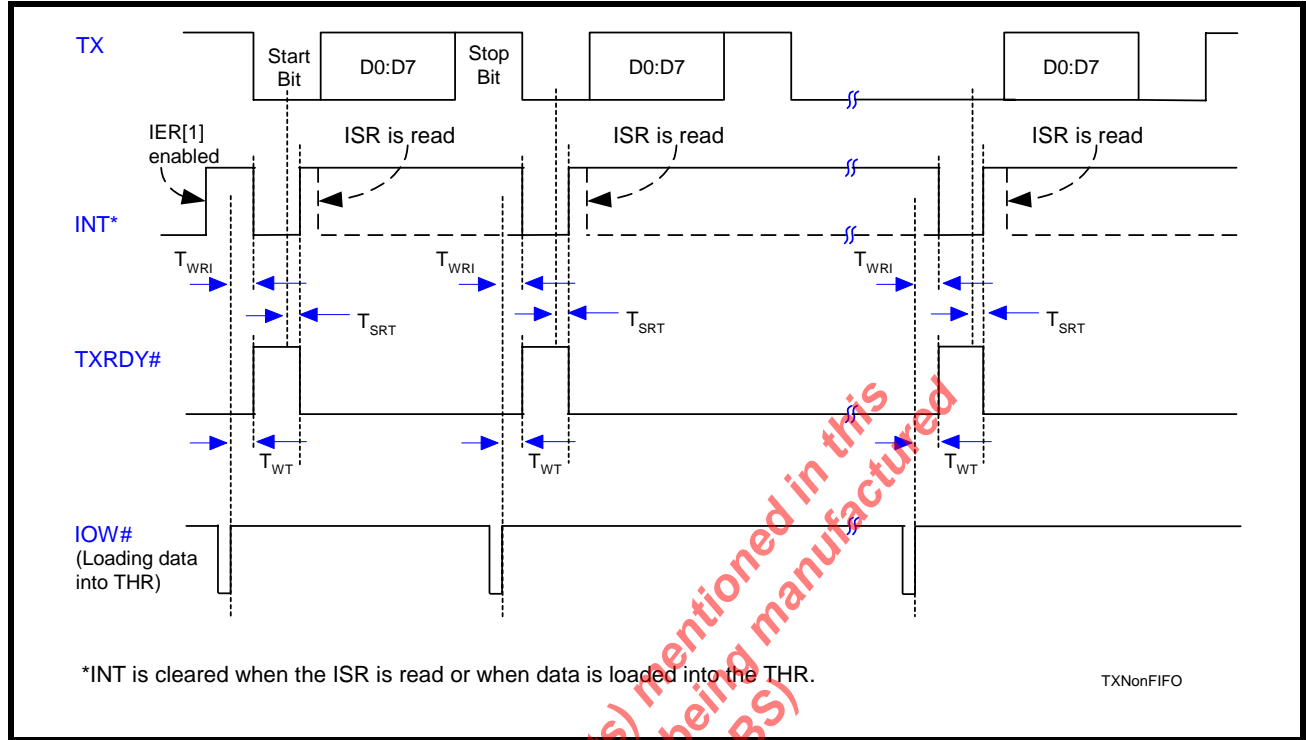 TX
Start
Bit
D0:D7
Stop
Bit
D0:D7
D0:D7
IER[1]
enabled
ISR is read
ISR is read
ISR is read
INT*
TWRI
TWRI
TWRI
TSRT
TSRT
TSRT
TXRDY#
TWT
TWT
TWT
IOW#
(Loading data
into THR)
*INT is cleared when the ISR is read or when data is loaded into the THR.
TXNonFIFO
mentioned in this
being manufactured